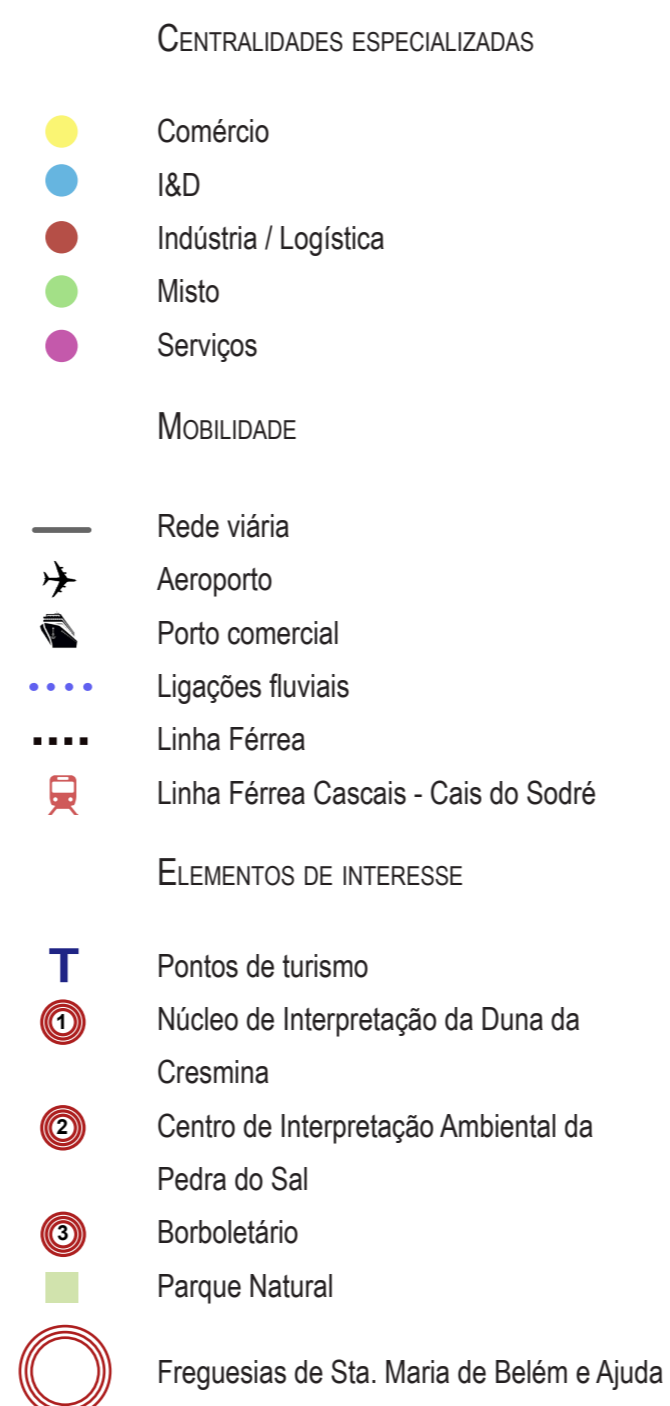 CENTRALIDADES ESPECIALIZADAS
Comércio
I&D
Indústria / Logística
Misto
Serviços
MOBILIDADE
Rede viária
Aeroporto
Porto comercial
Ligações fluviais
Linha Férrea
Linha Férrea Cascais - Cais do Sodré
ELEMENTOS DE INTERESSE
T Pontos de turismo
1 Núcleo de Interpretação da Duna da
Cresmina
2 Centro de Interpretação Ambiental da
Pedra do Sal
3 Borboletário
Parque Natural
Freguesias de Sta. Maria de Belém e Ajuda